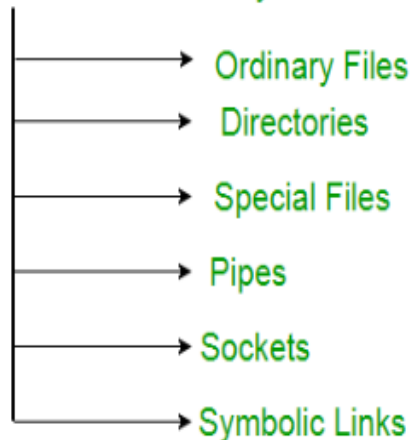 Ordinary Files
Directories
Special Files
Pipes
Sockets
Symbolic Links